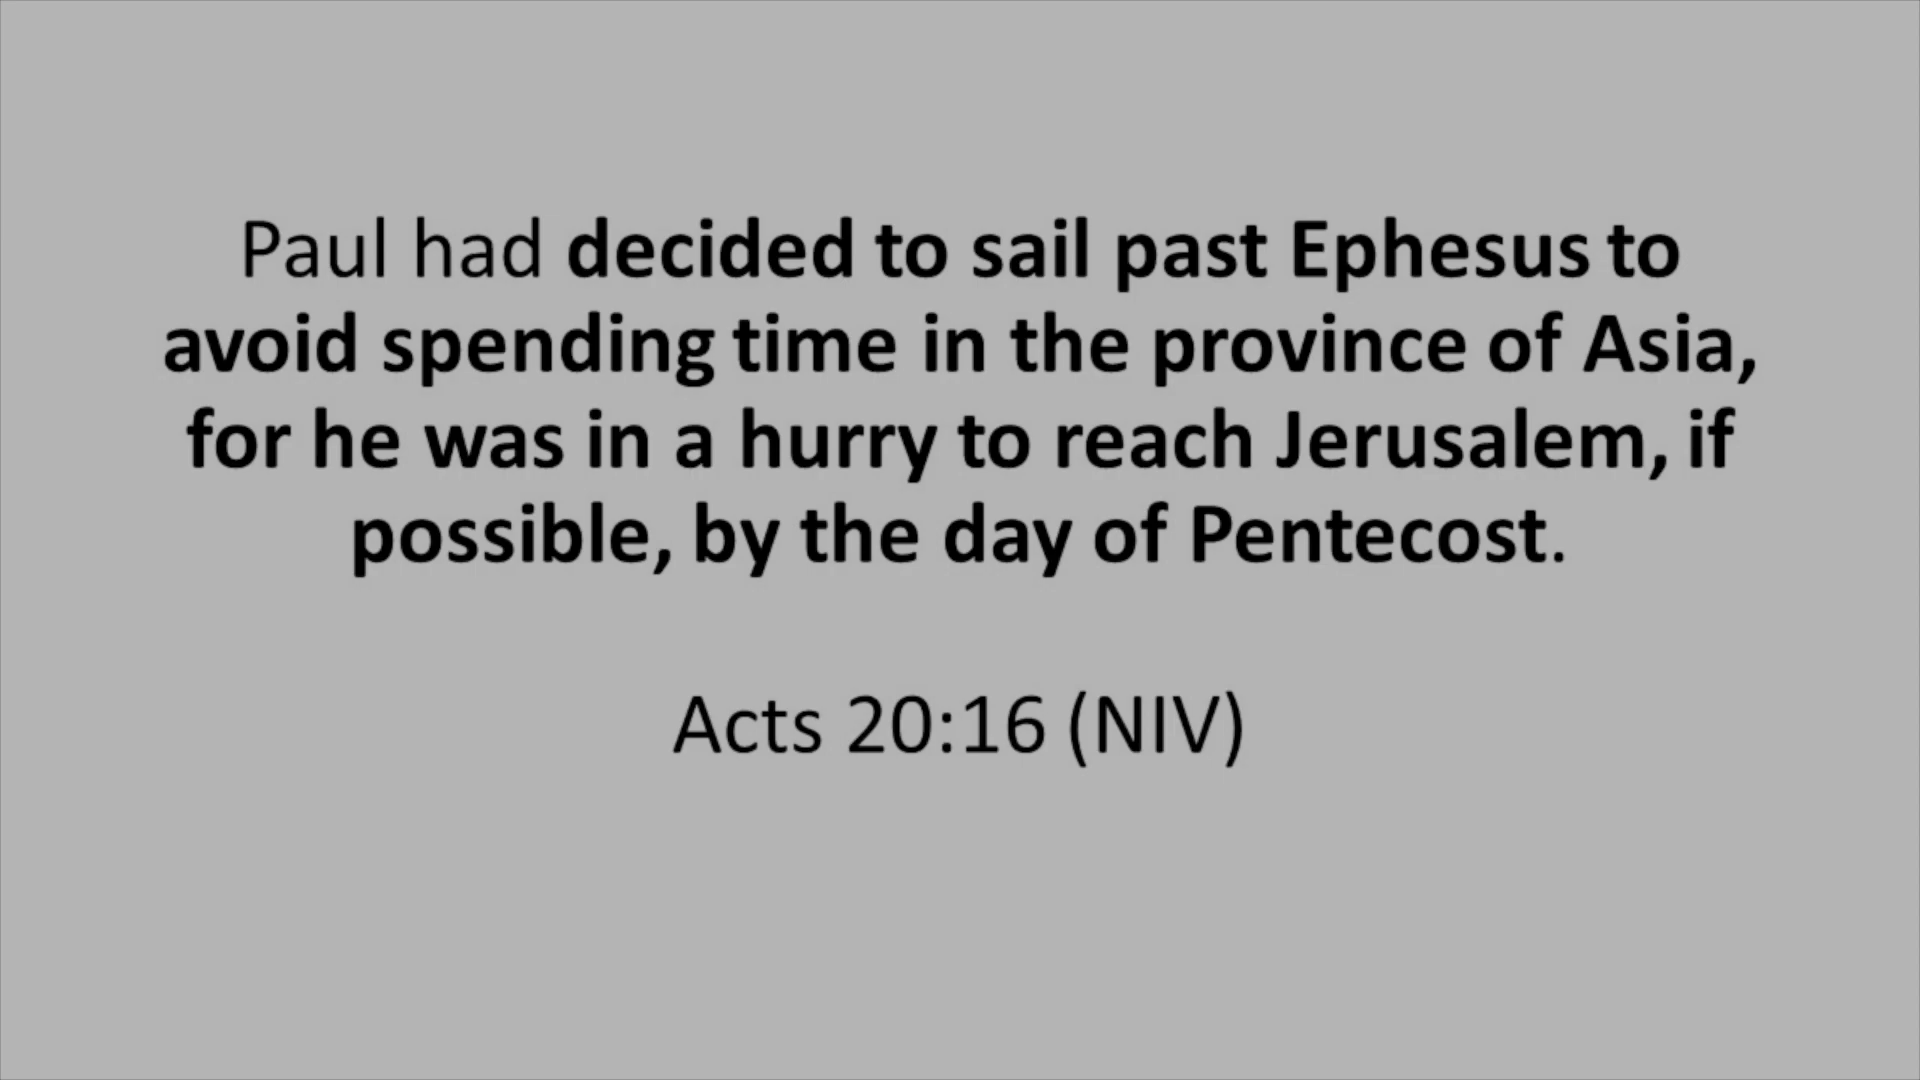 Paul had decided to sail past Ephesus to
avoid spending time in the province of Asia,
for he was in a hurry to reach Jerusalem, if
possible, by the day of Pentecost.
Acts 20:16 (NIV)